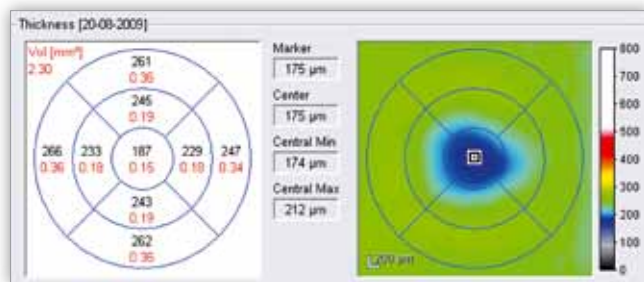 Thickness [20-08-2009]
Vol [mm³]
2.30
261
0.36
245
0.19
266
0.36
233
0.18
187
0.15
229
0.18
247
0.34
243
0.19
262
0.36
Marker
175 µm
Center
175 µm
Central Min
174 µm
Central Max
212 µm
200 µm
800
700
600
500
400
300
200
100
0